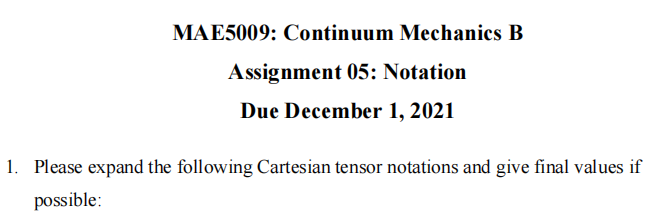 MAE5009: Continuum Mechanics B
Assignment 05: Notation
Due December 1, 2021
1. Please expand the following Cartesian tensor notations and give final values if
possible: